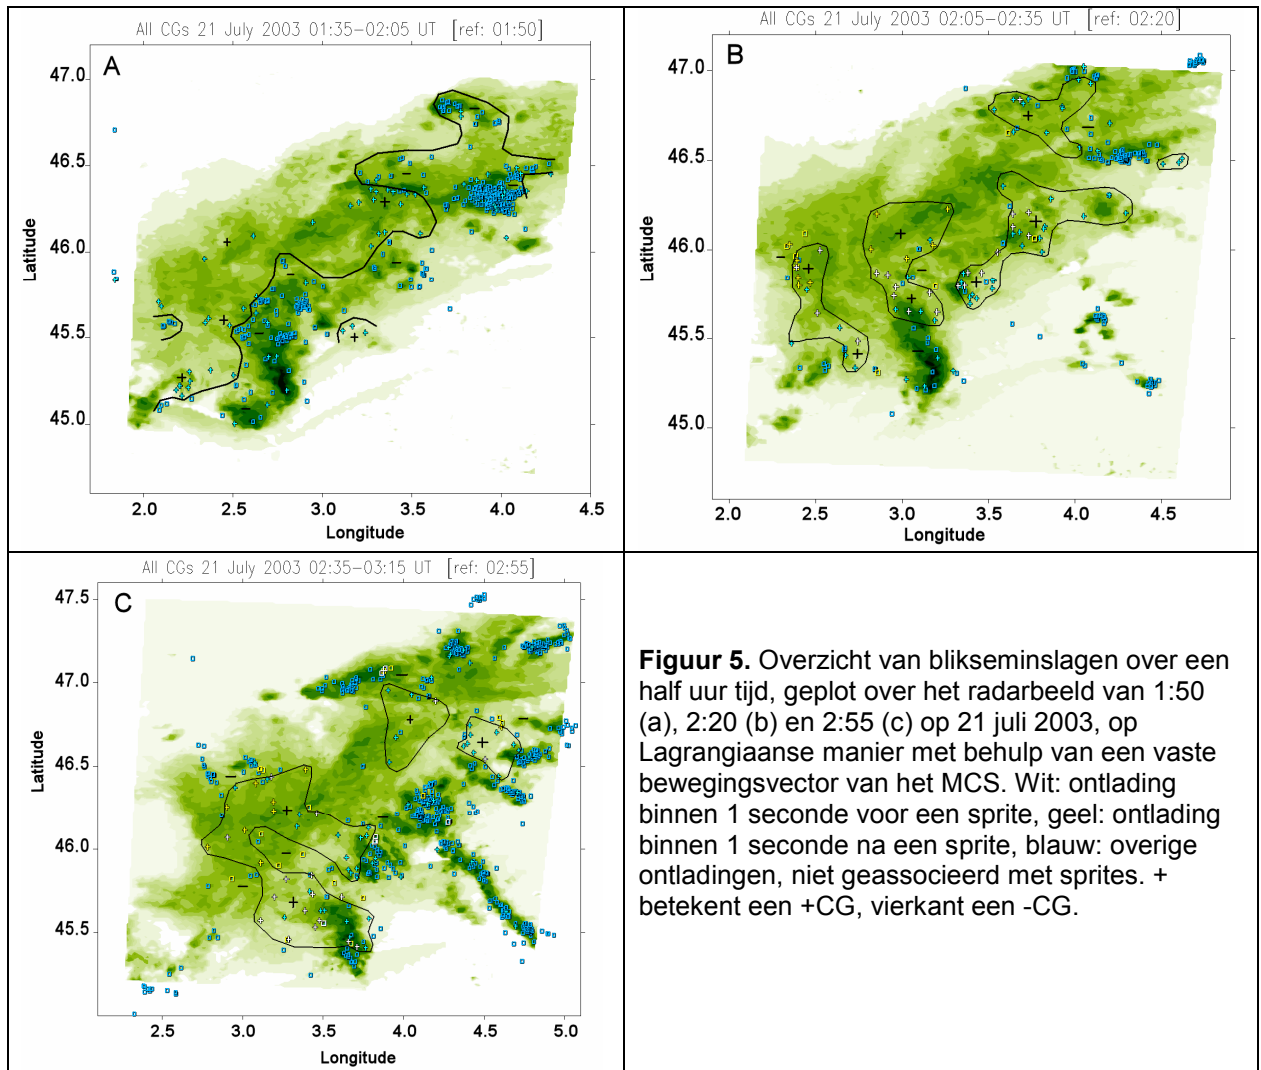 All CGs 21 July 2003 01:35-02:05 UT [ref: 01:50]
A
47.0
46.5
46.0
45.5
45.0
Latitude
2.0 2.5 3.0 3.5 4.0 4.5
Longitude
All CGs 21 July 2003 02:05-02:35 UT [ref: 02:20]
B
47.0
46.5
46.0
45.5
45.0
Latitude
2.0 2.5 3.0 3.5 4.0 4.5
Longitude
All CGs 21 July 2003 02:35-03:15 UT [ref: 02:55]
C
47.5
47.0
46.5
46.0
45.5
Latitude
2.5 3.0 3.5 4.0 4.5 5.0
Longitude
Figuur 5. Overzicht van blikseminslagen over een
half uur tijd, geplot over het radarbeeld van 1:50
(a), 2:20 (b) en 2:55 (c) op 21 juli 2003, op
Lagrangiaanse manier met behulp van een vaste
bewegingsvector van het MCS. Wit: ontlading
binnen 1 seconde voor een sprite, geel: ontlading
binnen 1 seconde na een sprite, blauw: overige
ontladingen, niet geassocieerd met sprites. +
betekent een +CG, vierkant een -CG.